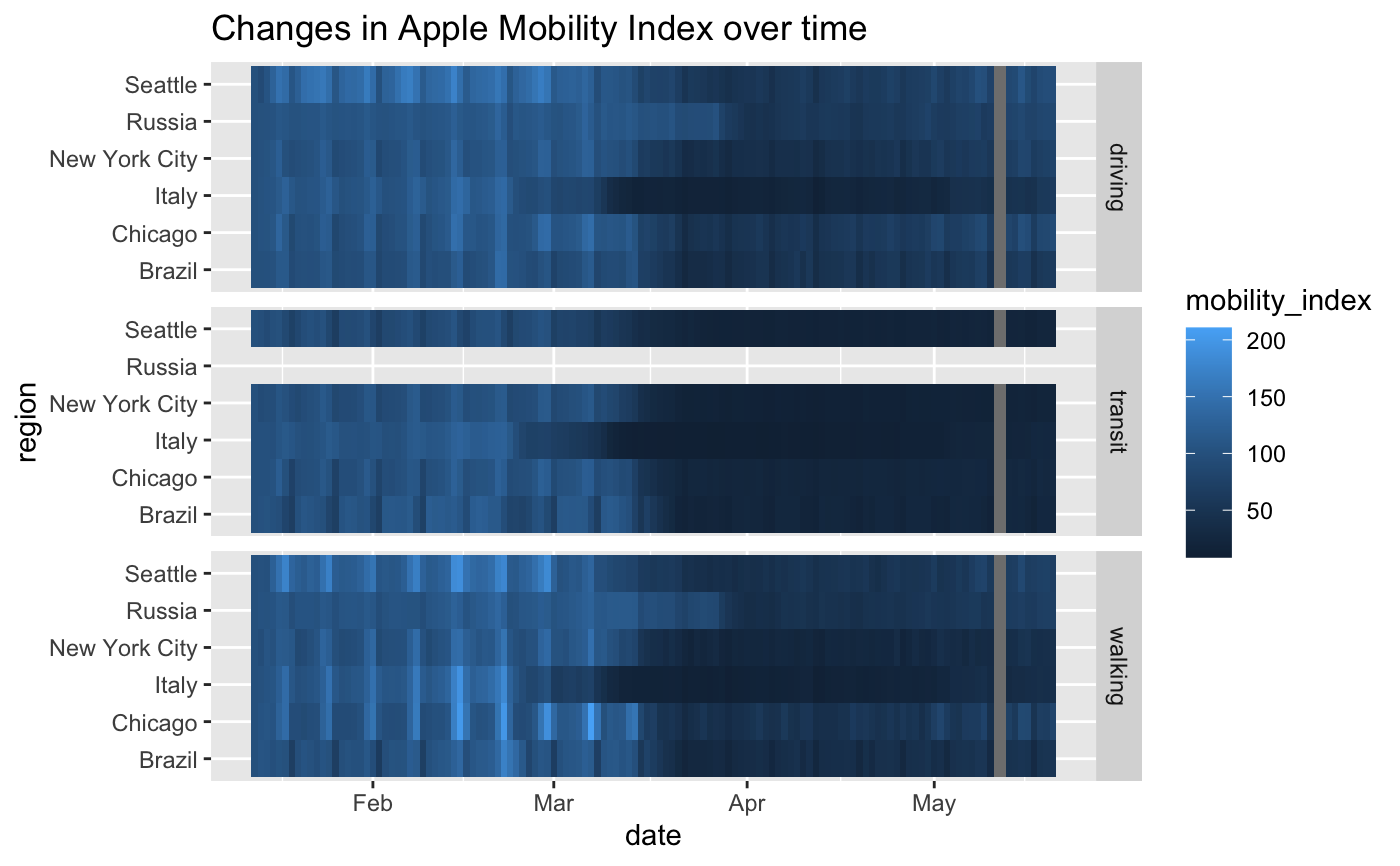 Changes in Apple Mobility Index over time
Seattle
Russia
New York City
Italy
Chicago
Brazil
driving
Seattle
Russia
New York City
Italy
Chicago
Brazil
transit
Seattle
Russia
New York City
Italy
Chicago
Brazil
walking
region
Feb Mar Apr May
date
mobility_index
200
150
100
50